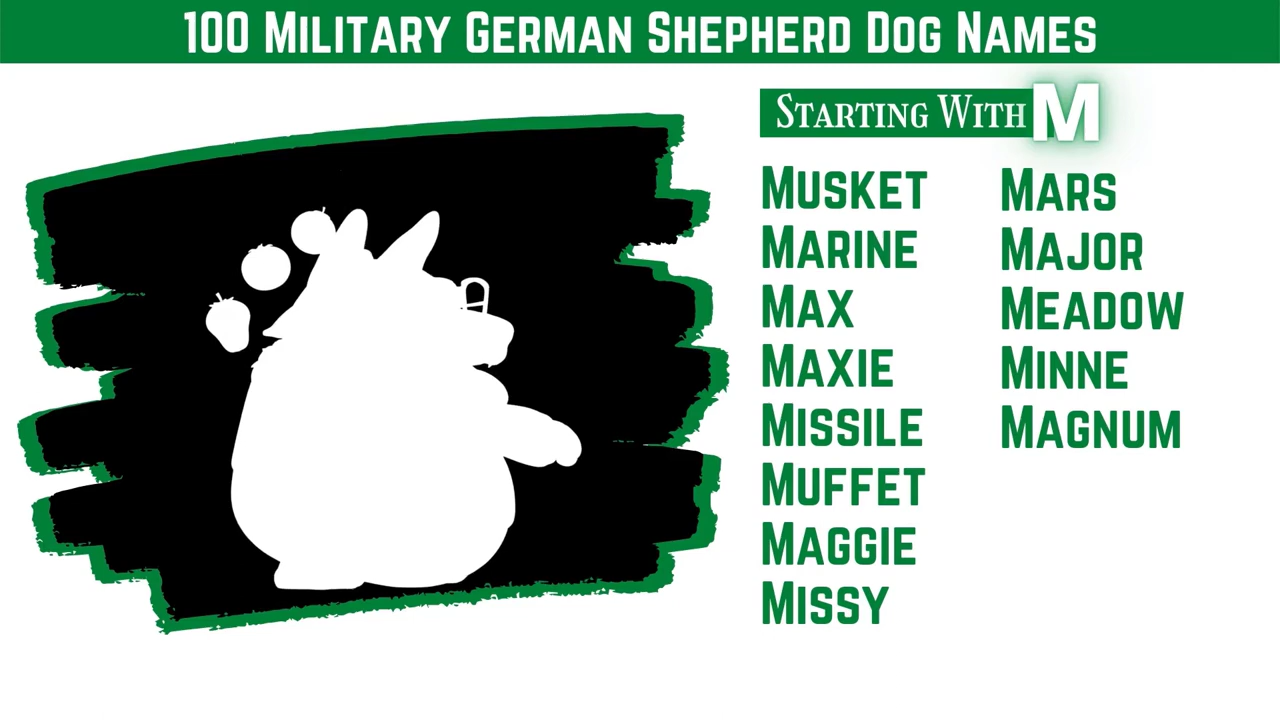 100 Military German Shepherd Dog Names
Starting With M
Musket
Marine
Max
Maxie
Missile
Muffet
Maggie
Missy
Mars
Major
Meadow
Minne
Magnum